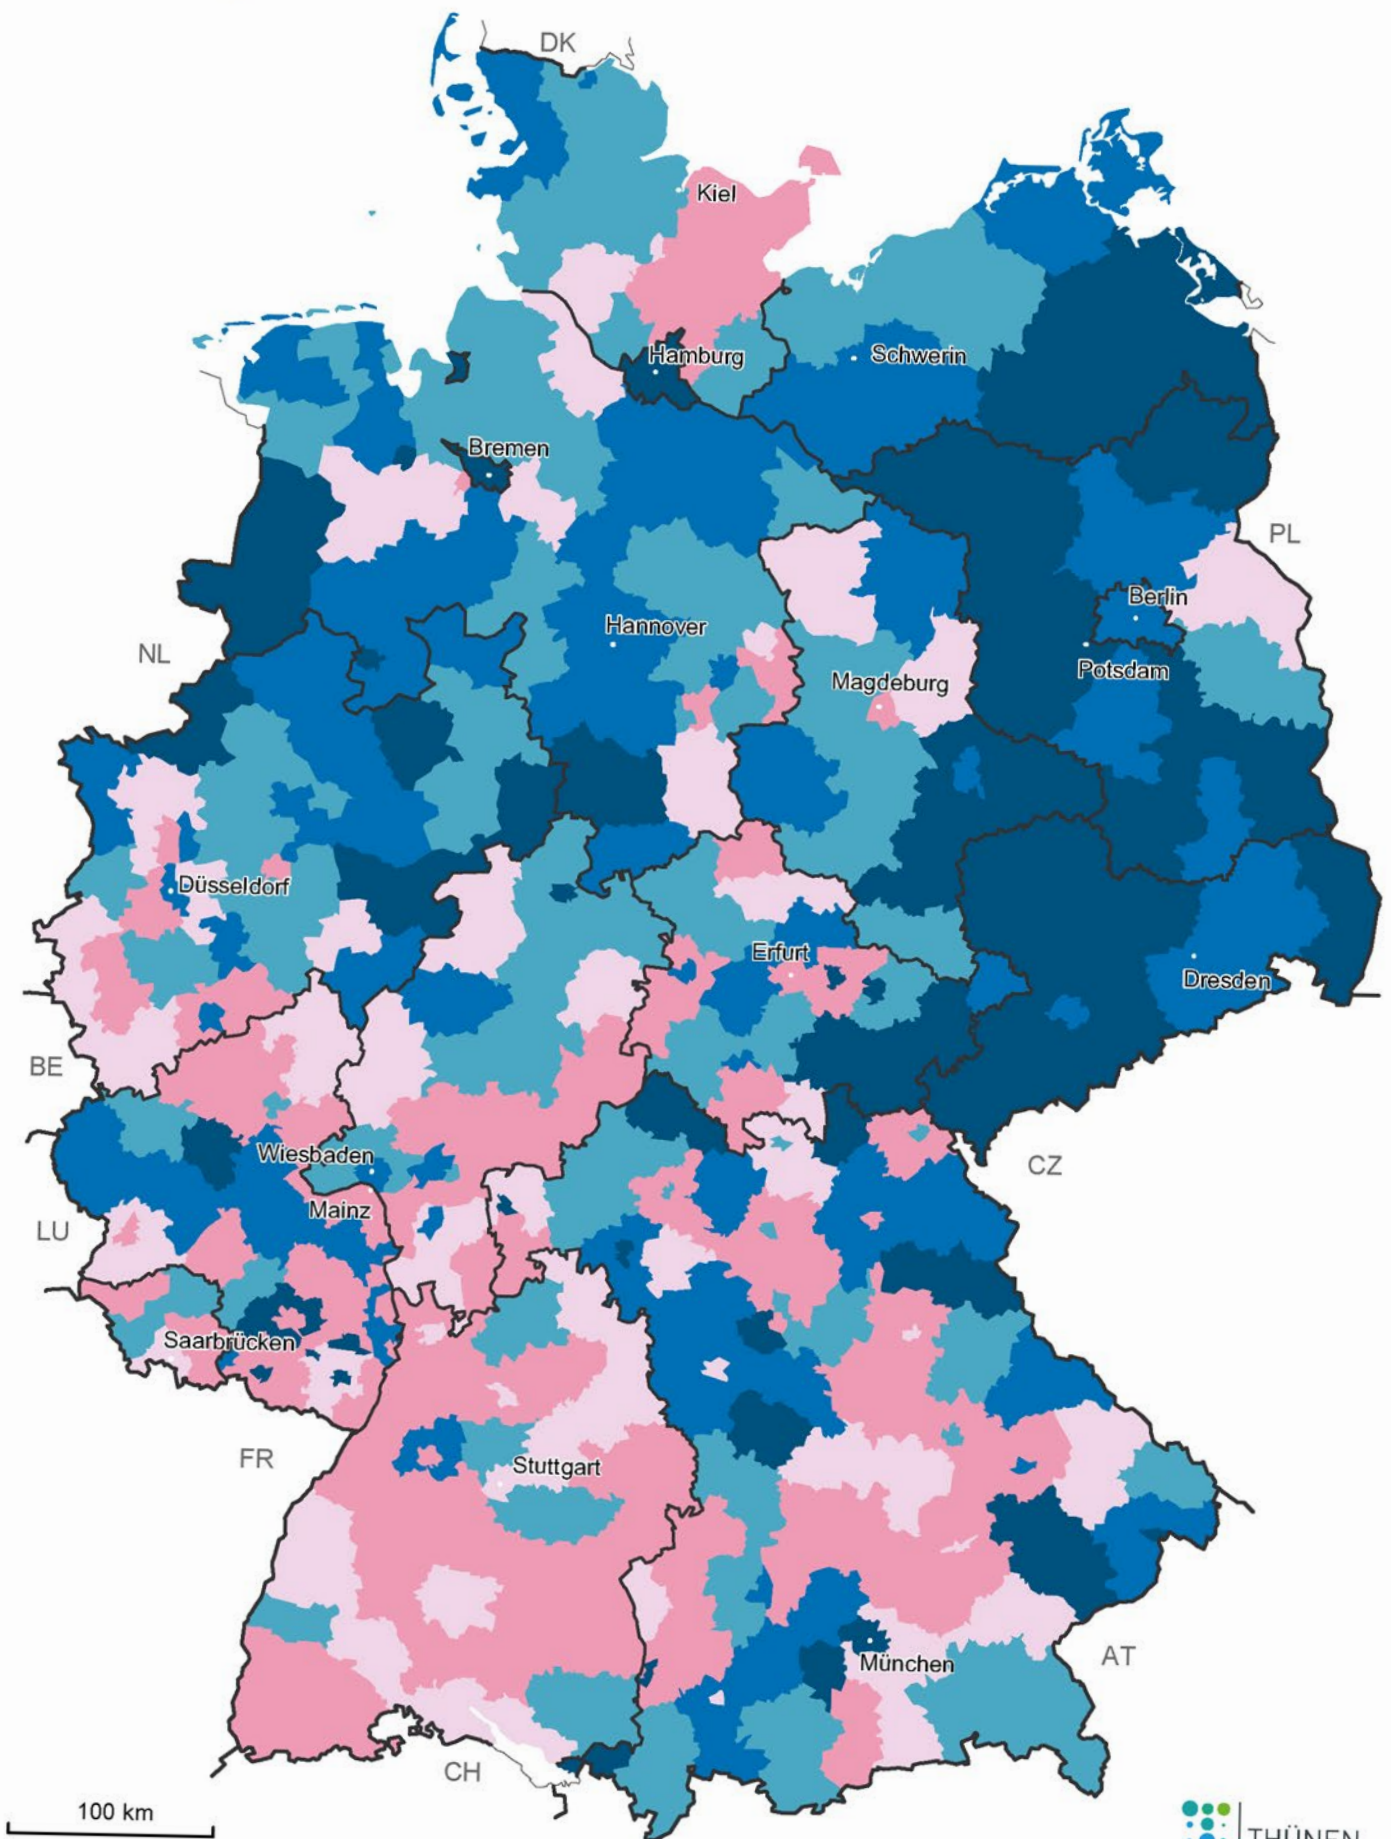 DK
Kiel
Hamburg
Schwerin
Bremen
PL
Berlin
Hannover
NL
Potsdam
Magdeburg
Düsseldorf
Erfurt
Dresden
BE
Wiesbaden
CZ
Mainz
LU
Saarbrücken
FR
Stuttgart
AT
München
CH
100 km
THÜNEN